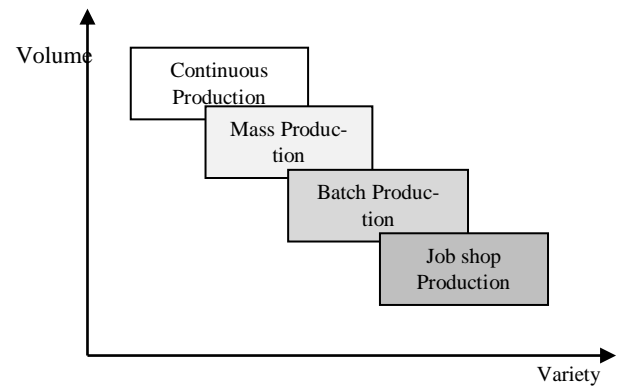 Volume
Continuous
Production
Mass Produc-
tion
Batch Produc-
tion
Job shop
Production
Variety